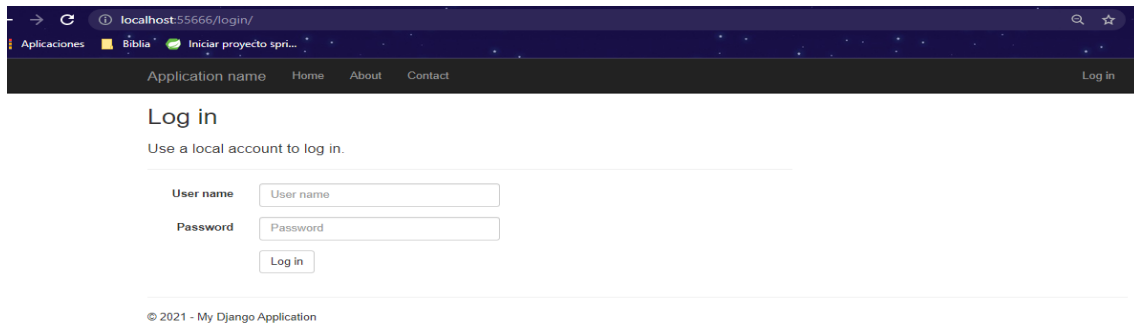 localhost:55666/login/
Aplicaciones Biblia Iniciar proyecto spri...
Application name Home About Contact Log in
Log in
Use a local account to log in.
User name User name
Password Password
Log in
© 2021 - My Django Application